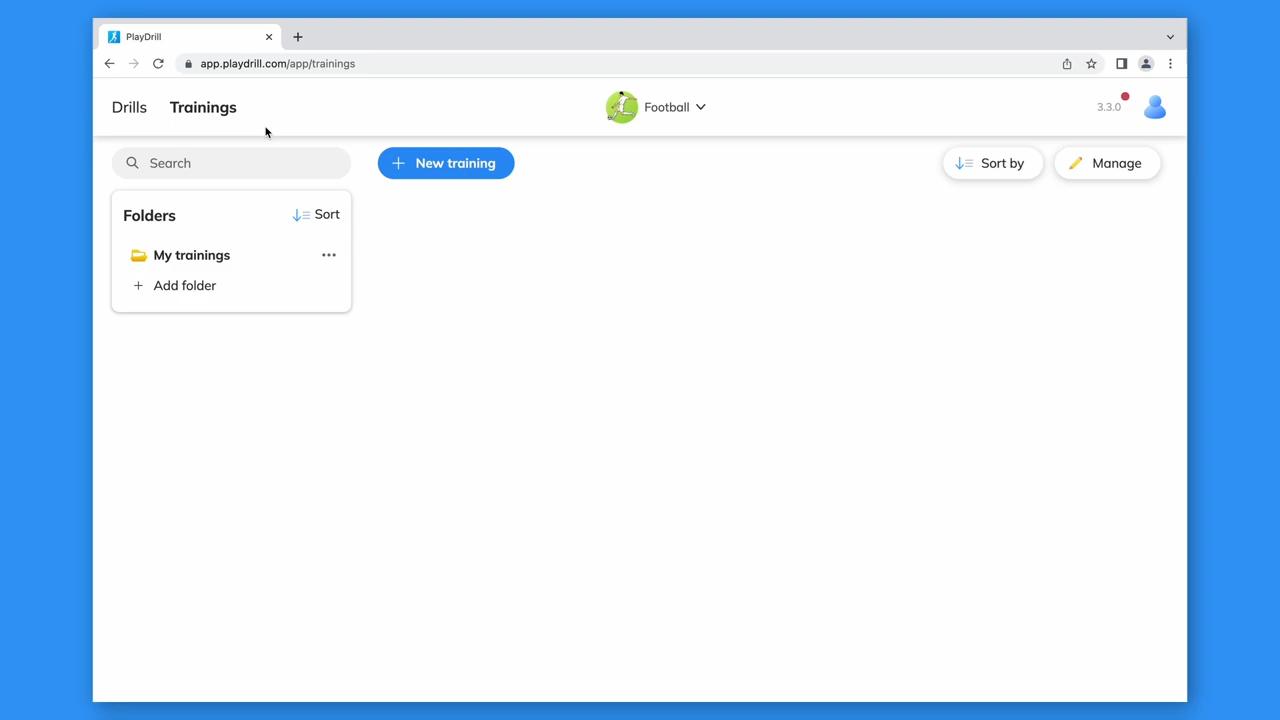 PlayDrill
app.playdrill.com/app/trainings
Drills Trainings Football 3.3.0
Search New training Sort by Manage
Folders Sort
My trainings
Add folder